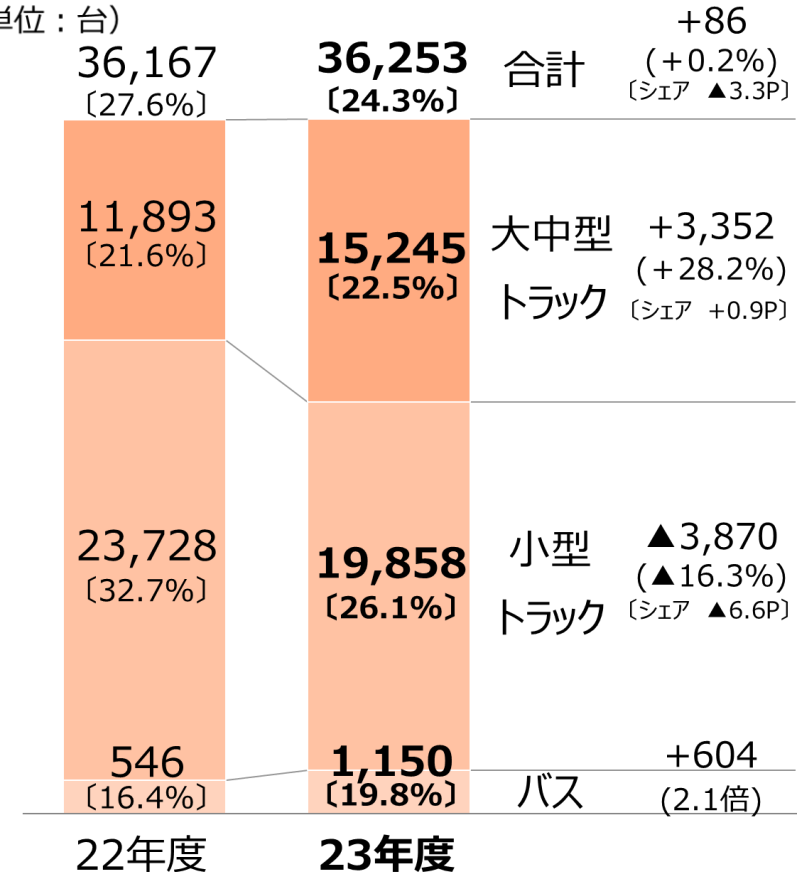 単位：台）
36,167
〔27.6%〕
36,253
〔24.3%〕
合計
+86
(+0.2%)
〔シェア ▲3.3P〕
11,893
〔21.6%〕
15,245
〔22.5%〕
大中型
トラック
+3,352
(+28.2%)
〔シェア +0.9P〕
23,728
〔32.7%〕
19,858
〔26.1%〕
小型
トラック
▲3,870
(▲16.3%)
〔シェア ▲6.6P〕
546
〔16.4%〕
1,150
〔19.8%〕
バス
+604
(2.1倍)
22年度
23年度